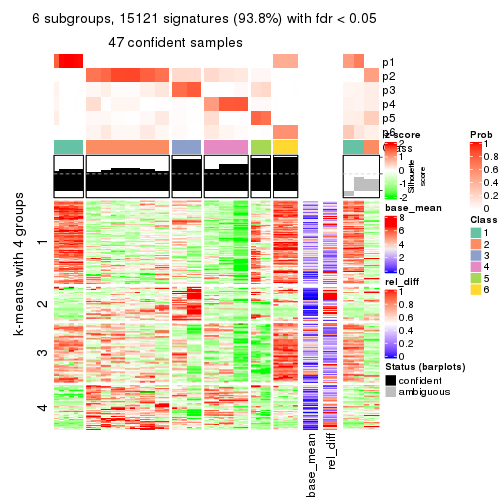 6 subgroups, 15121 signatures (93.8%) with fdr < 0.05
47 confident samples
p1
p2
p3
p4
p5
p6
Class
Silhouette score
k-means with 4 groups
1
2
3
4
base_mean
rel_diff
z-score
2
1
0
-1
-2
base_mean
8
6
4
2
0
rel_diff
1
0.8
0.6
0.4
0.2
0
Status (barplots)
confident
ambiguous
Prob
1
0.8
0.6
0.4
0.2
0
Class
1
2
3
4
5
6